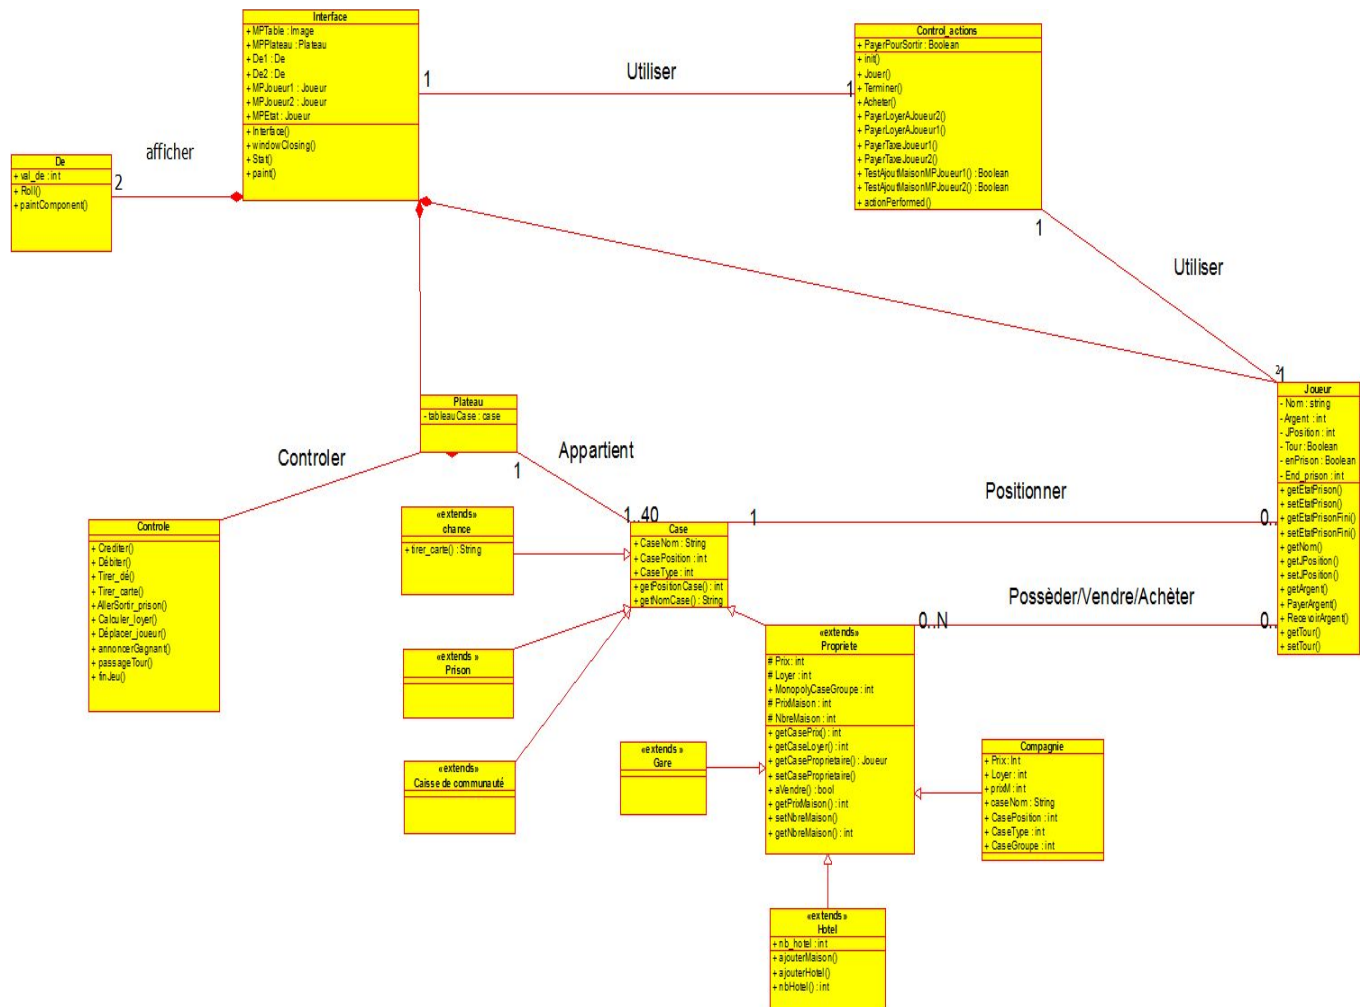 Interface
+ MPTable : Image
+ MPPlateau : Plateau
+ De1 : De
+ De2 : De
+ MPJoueur1 : Joueur
+ MPJoueur2 : Joueur
+ MPEtat : Joueur
+ Interface()
+ windowClosing()
+ Stat()
+ paint()
Control_actions
+ PayerPourSortir : Boolean
+ init()
+ Jouer()
+ Terminer()
+ Acheter()
+ PayerLoyerAJoueur2()
+ PayerLoyerAJoueur1()
+ PayerTaxeJoueur1()
+ PayerTaxeJoueur2()
+ TestAjoutMaisonMPJoueur1() : Boolean
+ TestAjoutMaisonMPJoueur2() : Boolean
+ actionPerformed()
1
Utiliser
1
De
+ val_de : int
+ Roll()
+ paintComponent()
afficher
2
1
Utiliser
2
1
Joueur
- Nom : string
- Argent : int
- JPosition : int
- Tour : Boolean
- enPrison : Boolean
- End_prison : int
+ getEtatPrison()
+ setEtatPrison()
+ getEtatPrisonFini()
+ setEtatPrisonFini()
+ getNom()
+ getJPosition()
+ setJPosition()
+ getArgent()
+ PayerArgent()
+ RecevoirArgent()
+ getTour()
+ setTour()
Plateau
- tableauCase : case
Controler
1
Appartient
1..40
Controle
+ Crediter()
+ Débiter()
+ Tirer_dé()
+ Tirer_carte()
+ AllerSortir_prison()
+ Calculer_loyer()
+ Déplacer_joueur()
+ annoncerGagnant()
+ passageTour()
+ finJeu()
«extends»
chance
+ tirer_carte() : String
Case
+ CaseNom : String
+ CasePosition : int
+ CaseType : int
+ getPositionCase() : int
+ getNomCase() : String
1
Positionner
0..
Possèder/Vendre/Achèter
0..N
0..
«extends »
Prison
«extends»
Caisse de communauté
«extends»
Propriete
# Prix : int
# Loyer : int
+ MonopolyCaseGroupe : int
# PrixMaison : int
# NbreMaison : int
+ getCasePrix() : int
+ getCaseLoyer() : int
+ getCaseProprietaire() : Joueur
+ setCaseProprietaire()
+ aVendre() : bool
+ getPrixMaison() : int
+ setNbreMaison()
+ getNbreMaison() : int
«extends »
Gare
Compagnie
+ Prix : Int
+ Loyer : int
+ prixM : int
+ caseNom : String
+ CasePosition : int
+ CaseType : int
+ CaseGroupe : int
«extends»
Hotel
+ nb_hotel : int
+ ajouterMaison()
+ ajouterHotel()
+ nbHotel() : int